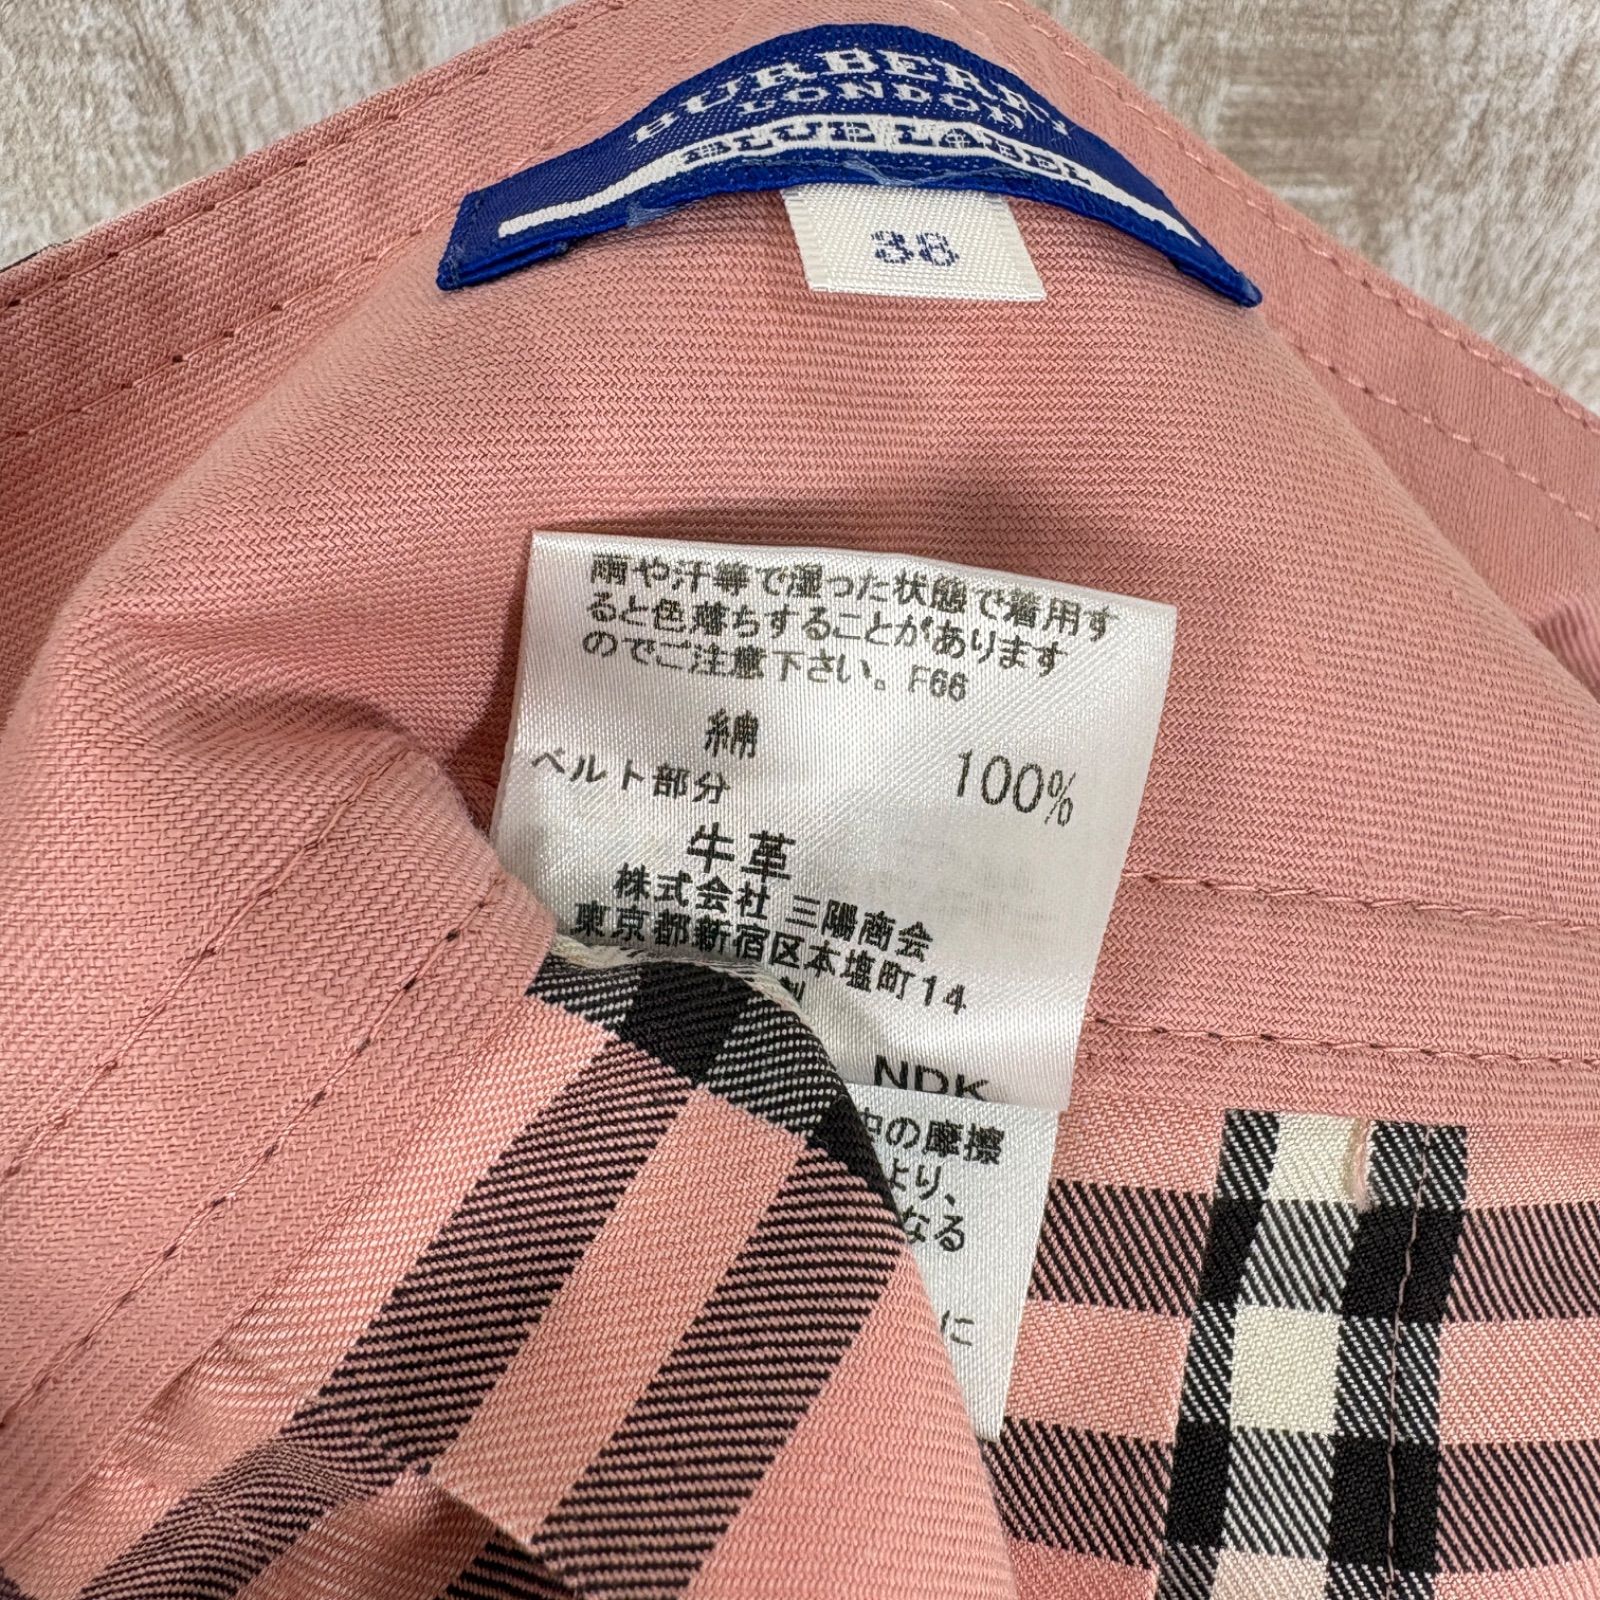 BURBERRY
LONDON
BLUE LABEL
38
雨や汗等で湿った状態で着用す
ると色落ちすることがあります
のでご注意下さい。F66
綿 100%
ベルト部分
牛革
株式会社 三陽商会
東京都新宿区本塩町14
製
NDK
中の摩擦
より、
なる
に